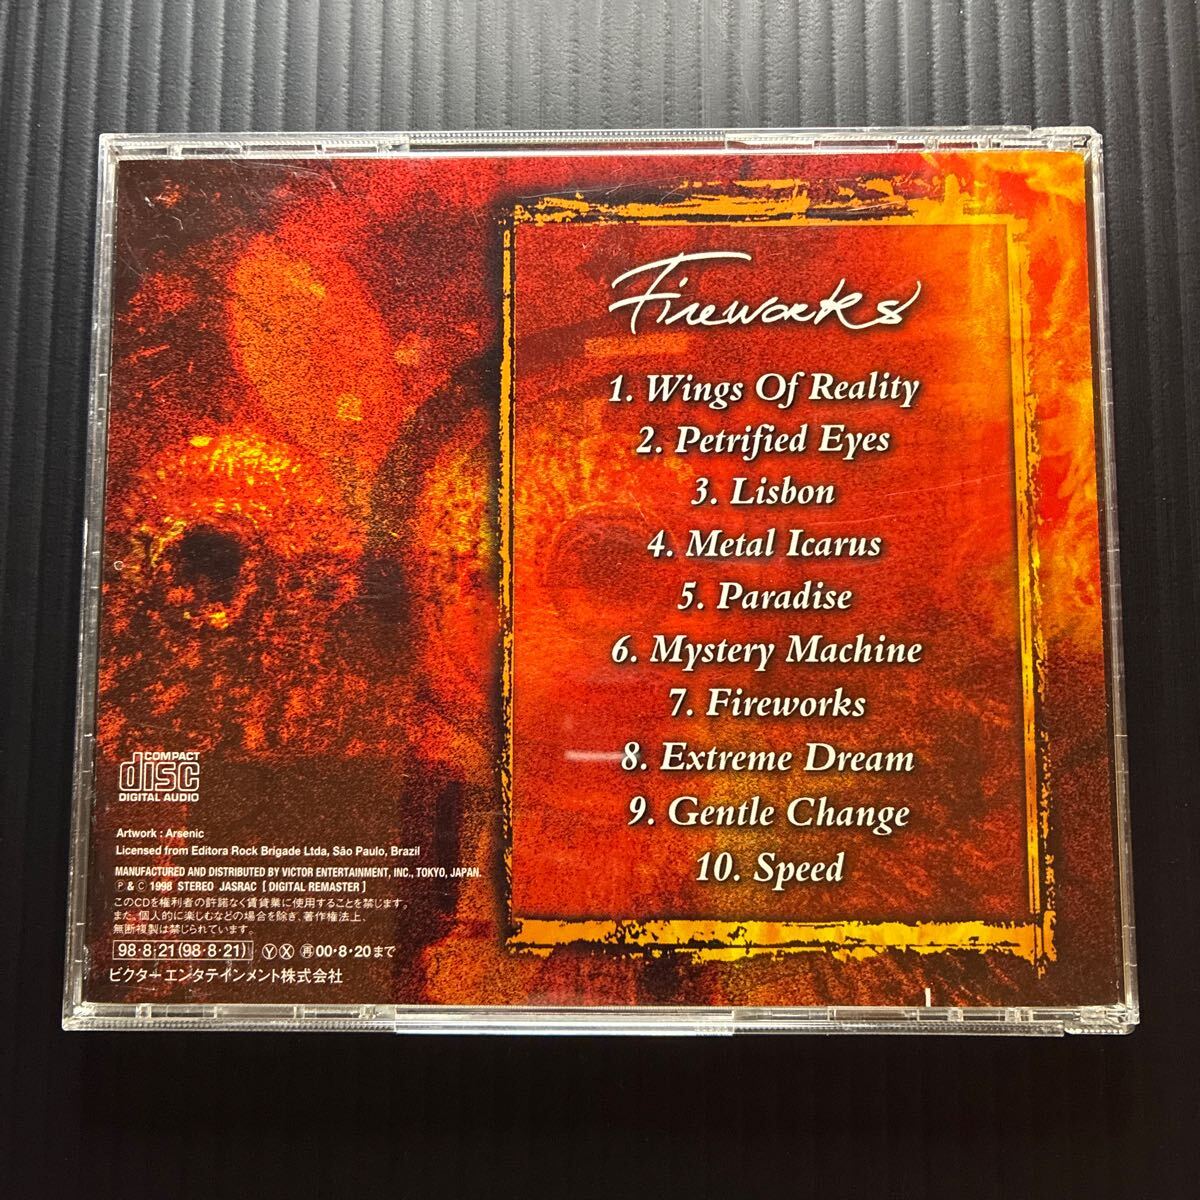 Fireworks
1. Wings Of Reality
2. Petrified Eyes
3. Lisbon
4. Metal Icarus
5. Paradise
6. Mystery Machine
7. Fireworks
8. Extreme Dream
9. Gentle Change
10. Speed
COMPACT
disc
DIGITAL AUDIO
Artwork : Arsenic
Licensed from Editora Rock Brigade Ltda, São Paulo, Brazil
MANUFACTURED AND DISTRIBUTED BY VICTOR ENTERTAINMENT, INC., TOKYO, JAPAN.
Ⓟ & Ⓒ 1998 STEREO JASRAC [ DIGITAL REMASTER ]
このCDを権利者の許諾なく賃貸業に使用することを禁じます。
また、個人的に楽しむなどの場合を除き、著作権法上、
無断複製は禁じられています。
98・8・21(98・8・21) Ⓨ Ⓧ ㊢00・8・20まで
ビクターエンタテインメント株式会社